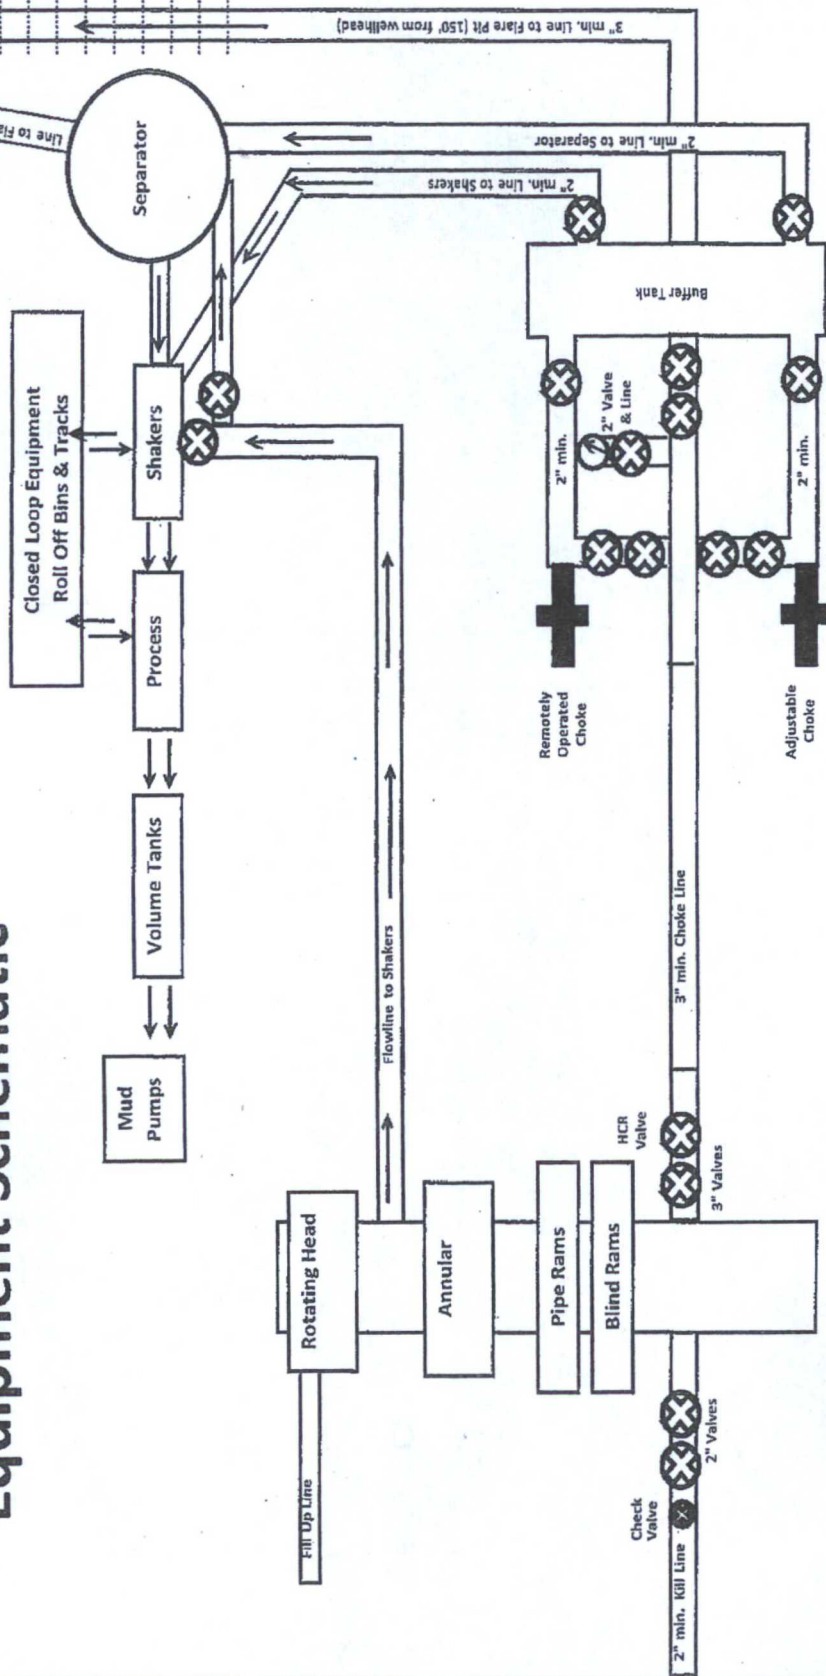 Equipment Schematic
Mud
Pumps
Volume Tanks
Process
Shakers
Closed Loop Equipment
Roll Off Bins & Tracks
Separator
Line to
3" min. Line to Flare Pit (150' from wellhead)
2" min. Line to Separator
2" min. Line to Shakers
Fill Up Line
Rotating Head
Flowline to Shakers
Annular
Pipe Rams
Blind Rams
HCR
Valve
3" Valves
3" min. Choke Line
Check
Valve
2" Valves
2" min. Kill Line
Remotely
Operated
Choke
Adjustable
Choke
2" min.
2" Valve
& Line
2" min.
Buffer Tank